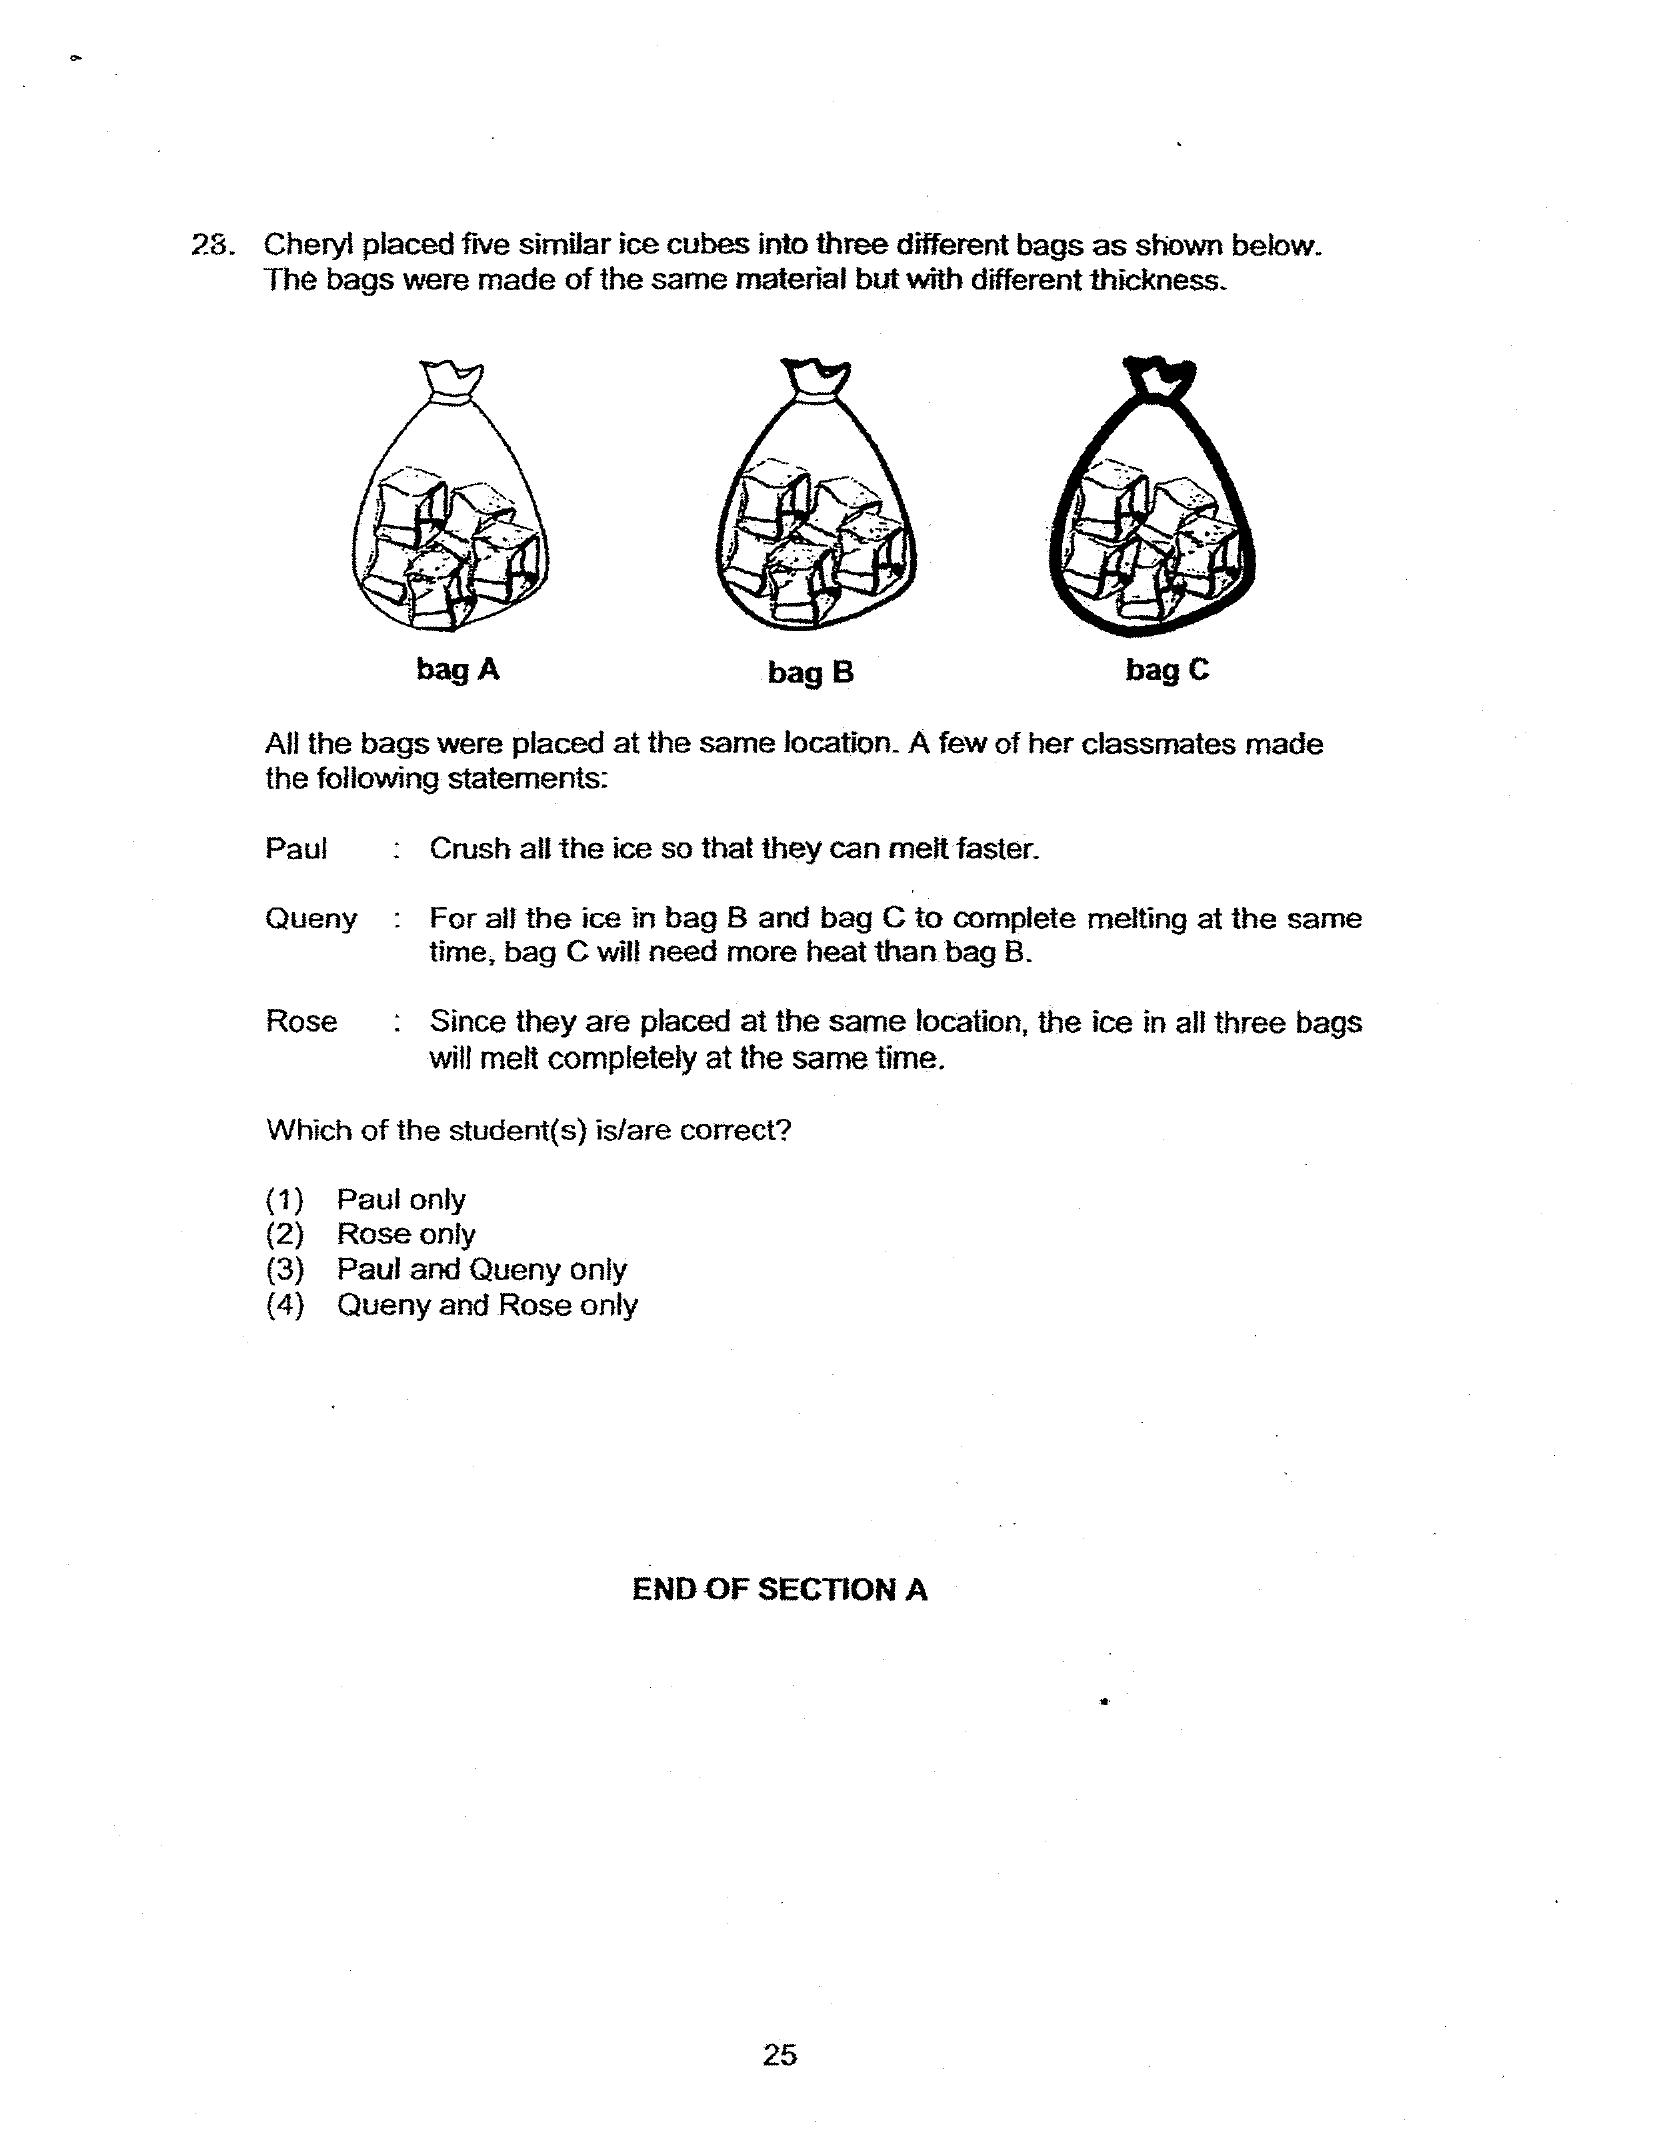 28. Cheryl placed five similar ice cubes into three different bags as shown below.
The bags were made of the same material but with different thickness.
bag A
bag B
bag C
All the bags were placed at the same location. A few of her classmates made
the following statements:
Paul : Crush all the ice so that they can melt faster.
Queny : For all the ice in bag B and bag C to complete melting at the same
time, bag C will need more heat than bag B.
Rose : Since they are placed at the same location, the ice in all three bags
will melt completely at the same time.
Which of the student(s) is/are correct?
(1) Paul only
(2) Rose only
(3) Paul and Queny only
(4) Queny and Rose only
END OF SECTION A
25